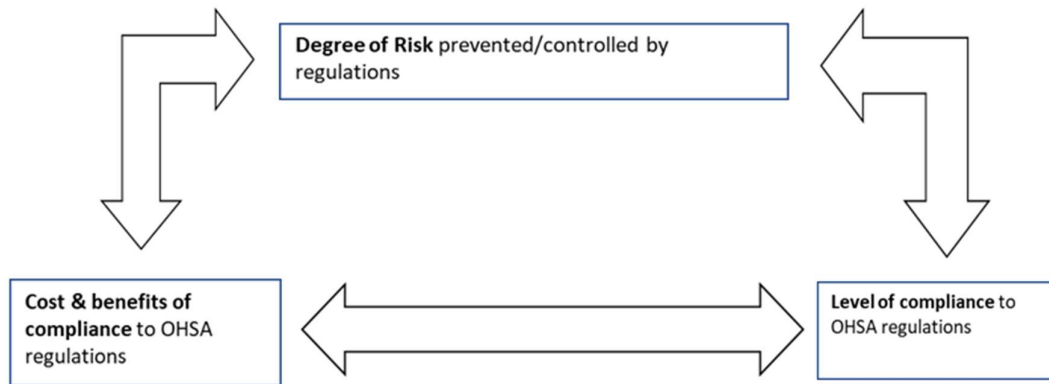 Degree of Risk prevented/controlled by
regulations
Cost & benefits of
compliance to OHSA
regulations
Level of compliance to
OHSA regulations